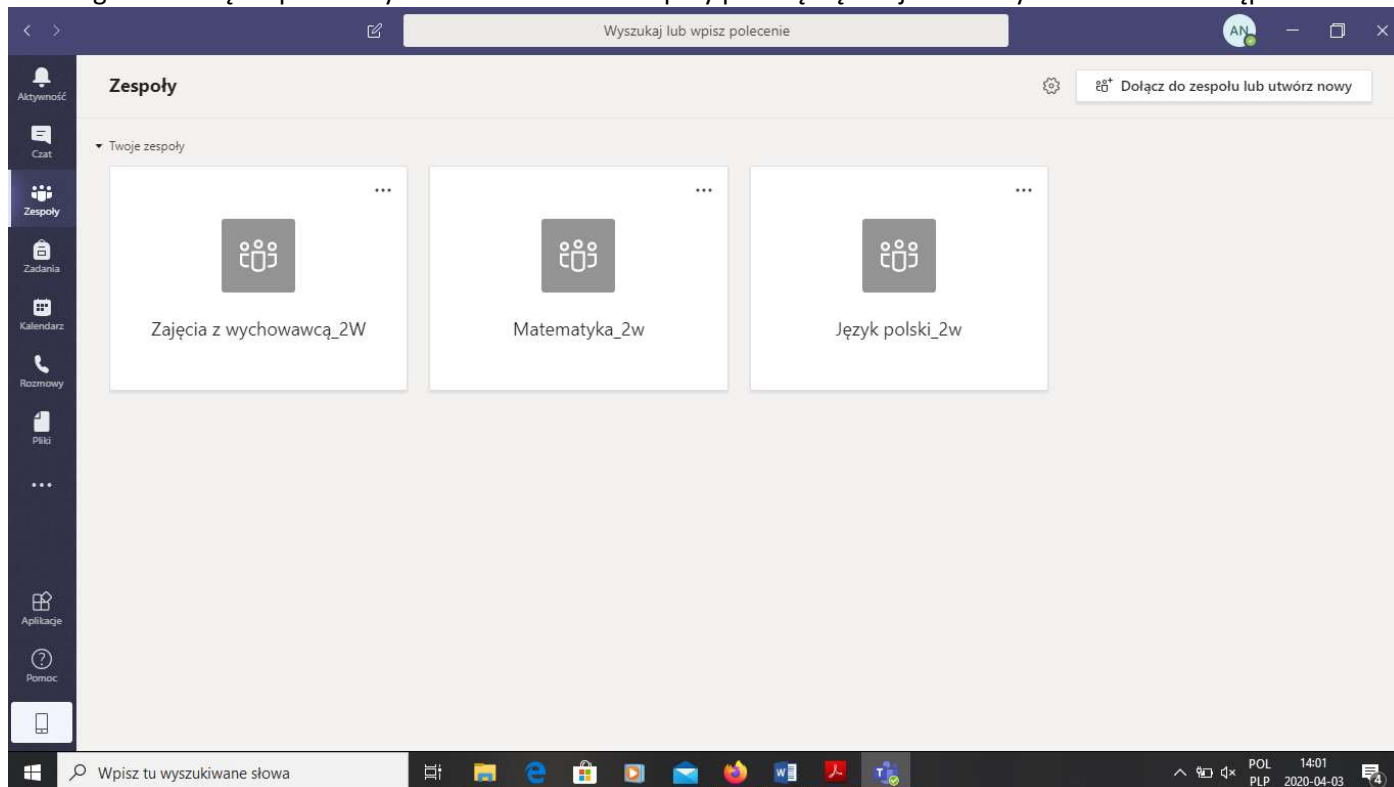 Wyszukaj lub wpisz polecenie
AN
Aktywność
Zespoły
Dołącz do zespołu lub utwórz nowy
Czat
Twoje zespoły
Zespoły
Zadania
Kalendarz
Zajęcia z wychowawcą_2W
Matematyka_2w
Język polski_2w
Rozmowy
Pliki
Aplikacje
Pomoc
Wpisz tu wyszukiwane słowa
POL 14:01
PLP 2020-04-03
4